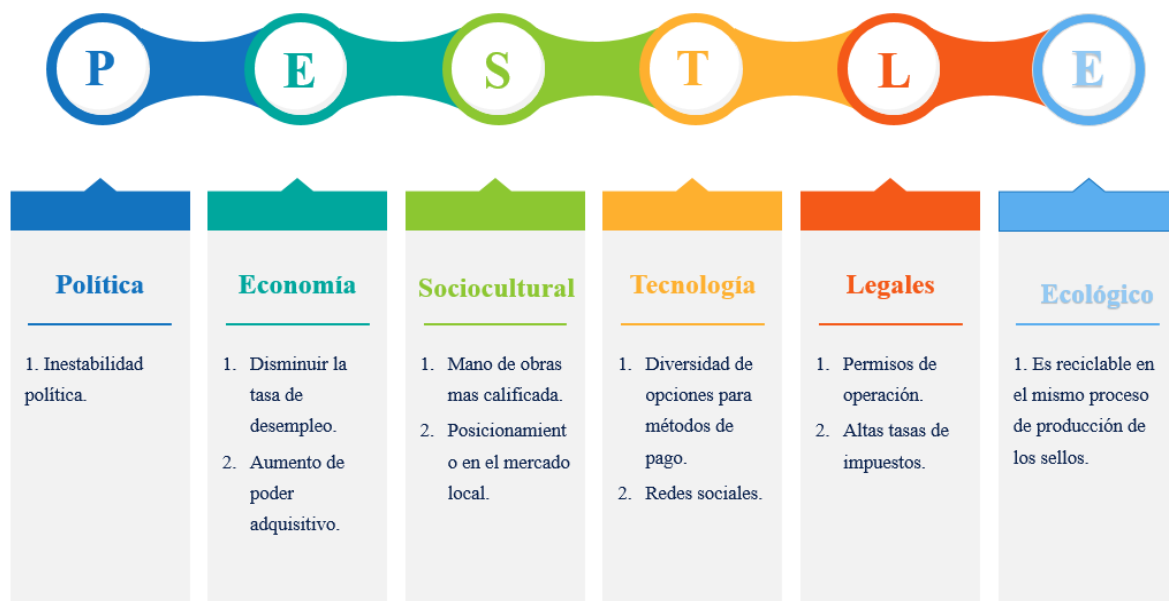 P
E
S
T
L
E
Política
1. Inestabilidad
política.
Economía
1. Disminuir la
tasa de
desempleo.
2. Aumento de
poder
adquisitivo.
Sociocultural
1. Mano de obras
mas calificada.
2. Posicionamient
o en el mercado
local.
Tecnología
1. Diversidad de
opciones para
métodos de
pago.
2. Redes sociales.
Legales
1. Permisos de
operación.
2. Altas tasas de
impuestos.
Ecológico
1. Es reciclable en
el mismo proceso
de producción de
los sellos.